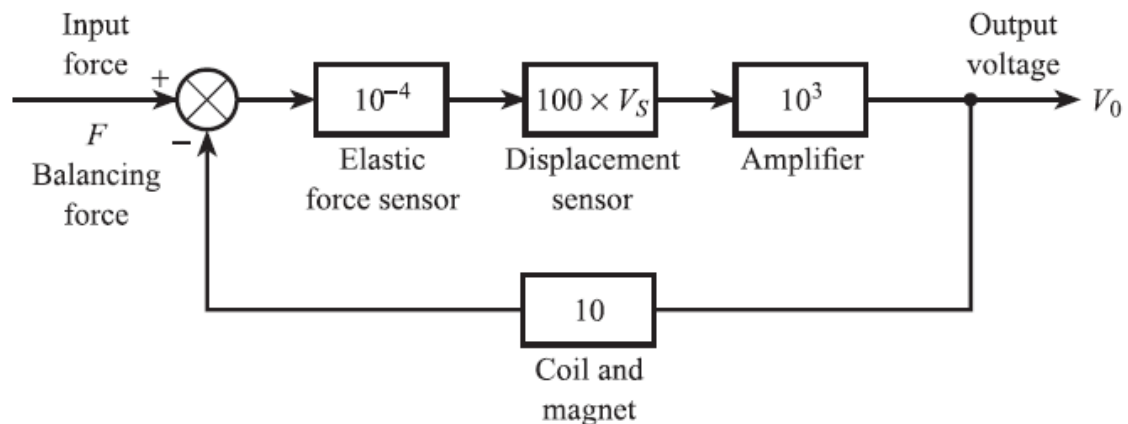 Input
force
+
F
−
Balancing
force
10⁻⁴
Elastic
force sensor
100 × V_S
Displacement
sensor
10³
Amplifier
Output
voltage
V₀
10
Coil and
magnet